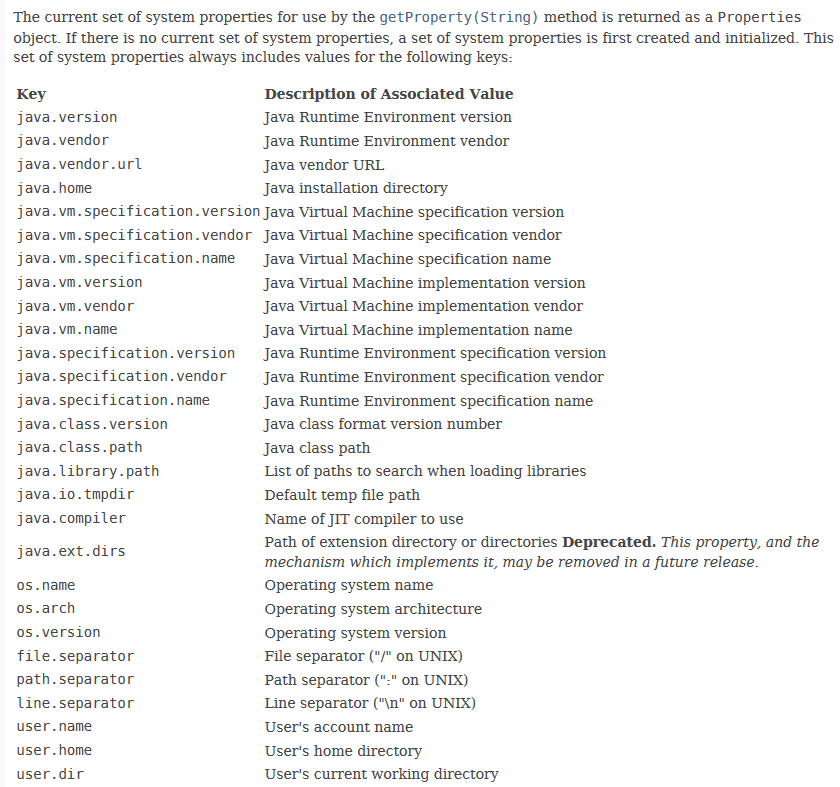 The current set of system properties for use by the getProperty(String) method is returned as a Properties
object. If there is no current set of system properties, a set of system properties is first created and initialized. This
set of system properties always includes values for the following keys:
Key Description of Associated Value
java.version Java Runtime Environment version
java.vendor Java Runtime Environment vendor
java.vendor.url Java vendor URL
java.home Java installation directory
java.vm.specification.version Java Virtual Machine specification version
java.vm.specification.vendor Java Virtual Machine specification vendor
java.vm.specification.name Java Virtual Machine specification name
java.vm.version Java Virtual Machine implementation version
java.vm.vendor Java Virtual Machine implementation vendor
java.vm.name Java Virtual Machine implementation name
java.specification.version Java Runtime Environment specification version
java.specification.vendor Java Runtime Environment specification vendor
java.specification.name Java Runtime Environment specification name
java.class.version Java class format version number
java.class.path Java class path
java.library.path List of paths to search when loading libraries
java.io.tmpdir Default temp file path
java.compiler Name of JIT compiler to use
java.ext.dirs Path of extension directory or directories Deprecated. This property, and the
mechanism which implements it, may be removed in a future release.
os.name Operating system name
os.arch Operating system architecture
os.version Operating system version
file.separator File separator ("/" on UNIX)
path.separator Path separator (":" on UNIX)
line.separator Line separator ("\n" on UNIX)
user.name User's account name
user.home User's home directory
user.dir User's current working directory